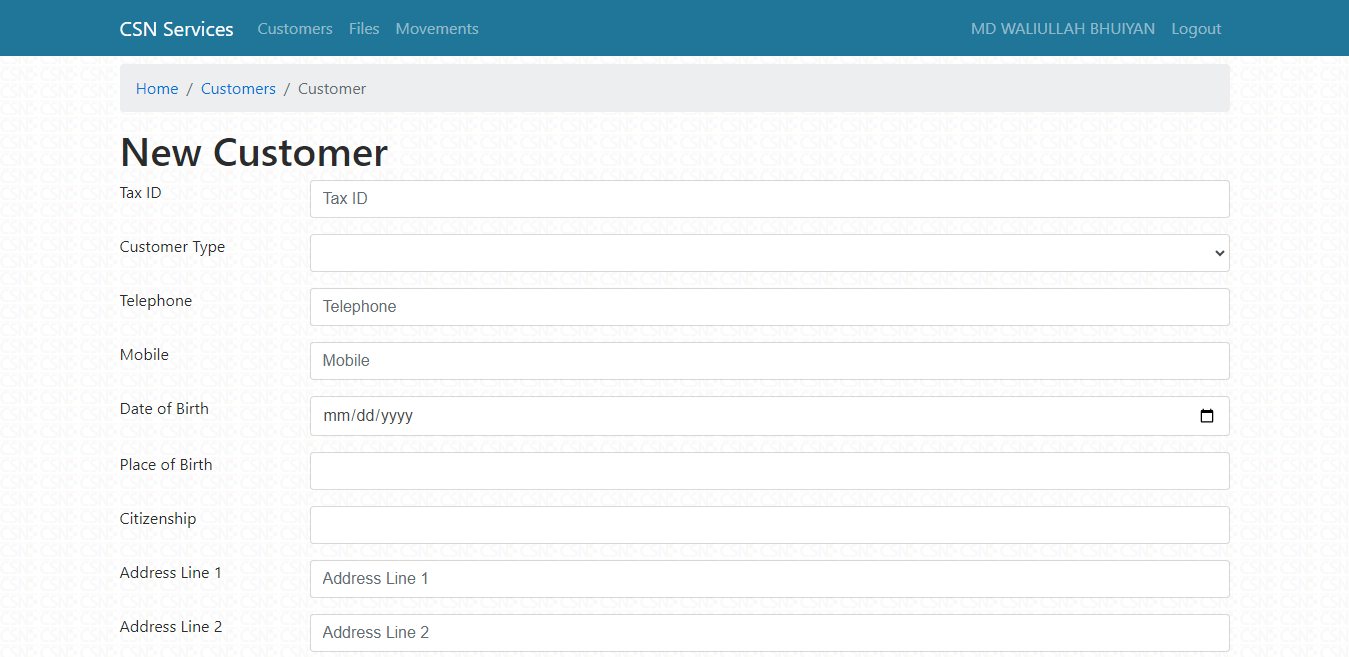 CSN Services Customers Files Movements MD WALIULLAH BHUIYAN Logout
Home / Customers / Customer
New Customer
Tax ID Tax ID
Customer Type
Telephone Telephone
Mobile Mobile
Date of Birth mm/dd/yyyy
Place of Birth
Citizenship
Address Line 1 Address Line 1
Address Line 2 Address Line 2